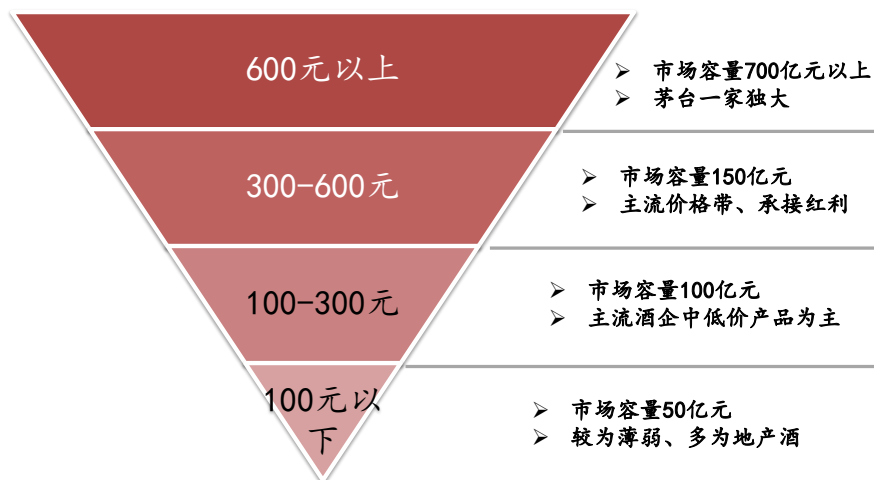 600元以上
➢ 市场容量700亿元以上
➢ 茅台一家独大
300-600元
➢ 市场容量150亿元
➢ 主流价格带、承接红利
100-300元
➢ 市场容量100亿元
➢ 主流酒企中低价产品为主
100元以
下
➢ 市场容量50亿元
➢ 较为薄弱、多为地产酒